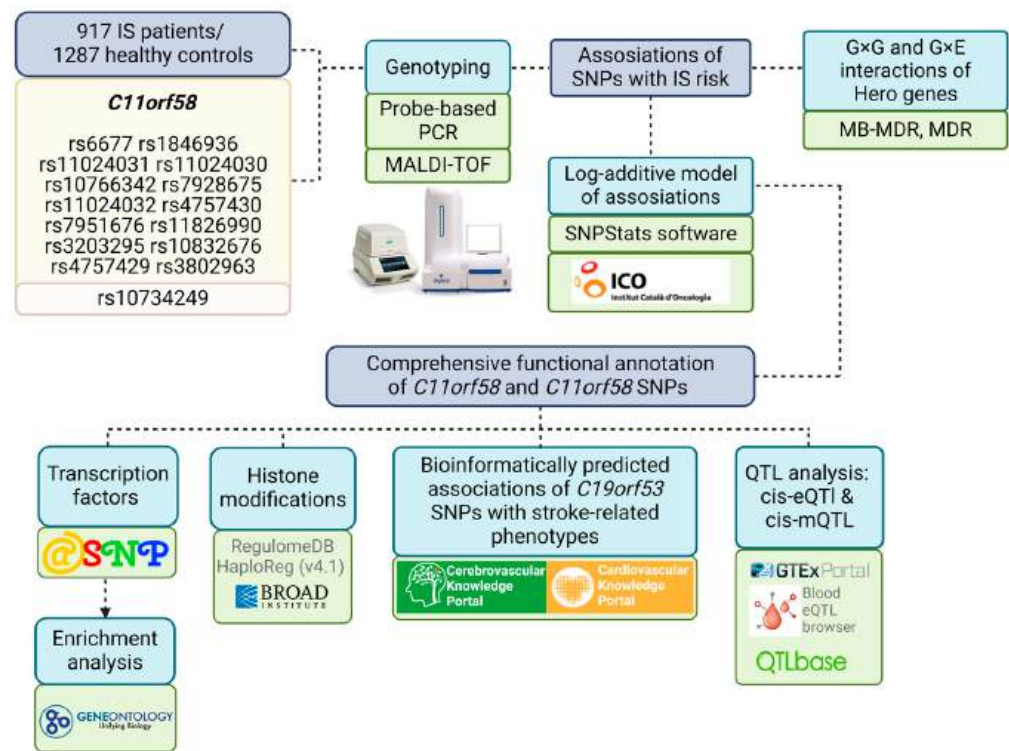 917 IS patients/
1287 healthy controls
C11orf58
rs6677 rs1846936
rs11024031 rs11024030
rs10766342 rs7928675
rs11024032 rs4757430
rs7951676 rs11826990
rs3203295 rs10832676
rs4757429 rs3802963
rs10734249
Genotyping
Probe-based
PCR
MALDI-TOF
Assosiations of
SNPs with IS risk
G×G and G×E
interactions of
Hero genes
MB-MDR, MDR
Log-additive model
of assosiations
SNPStats software
ICO
Institut Català d'Oncologia
Comprehensive functional annotation
of C11orf58 and C11orf58 SNPs
Transcription
factors
@SNP
Enrichment
analysis
GENEONTOLOGY
Unifying Biology
Histone
modifications
RegulomeDB
HaploReg (v4.1)
BROAD
INSTITUTE
Bioinformatically predicted
associations of C19orf53
SNPs with stroke-related
phenotypes
Cerebrovascular
Knowledge
Portal
Cardiovascular
Knowledge
Portal
QTL analysis:
cis-eQTl &
cis-mQTL
GTExPortal
Blood
eQTL
browser
QTLbase